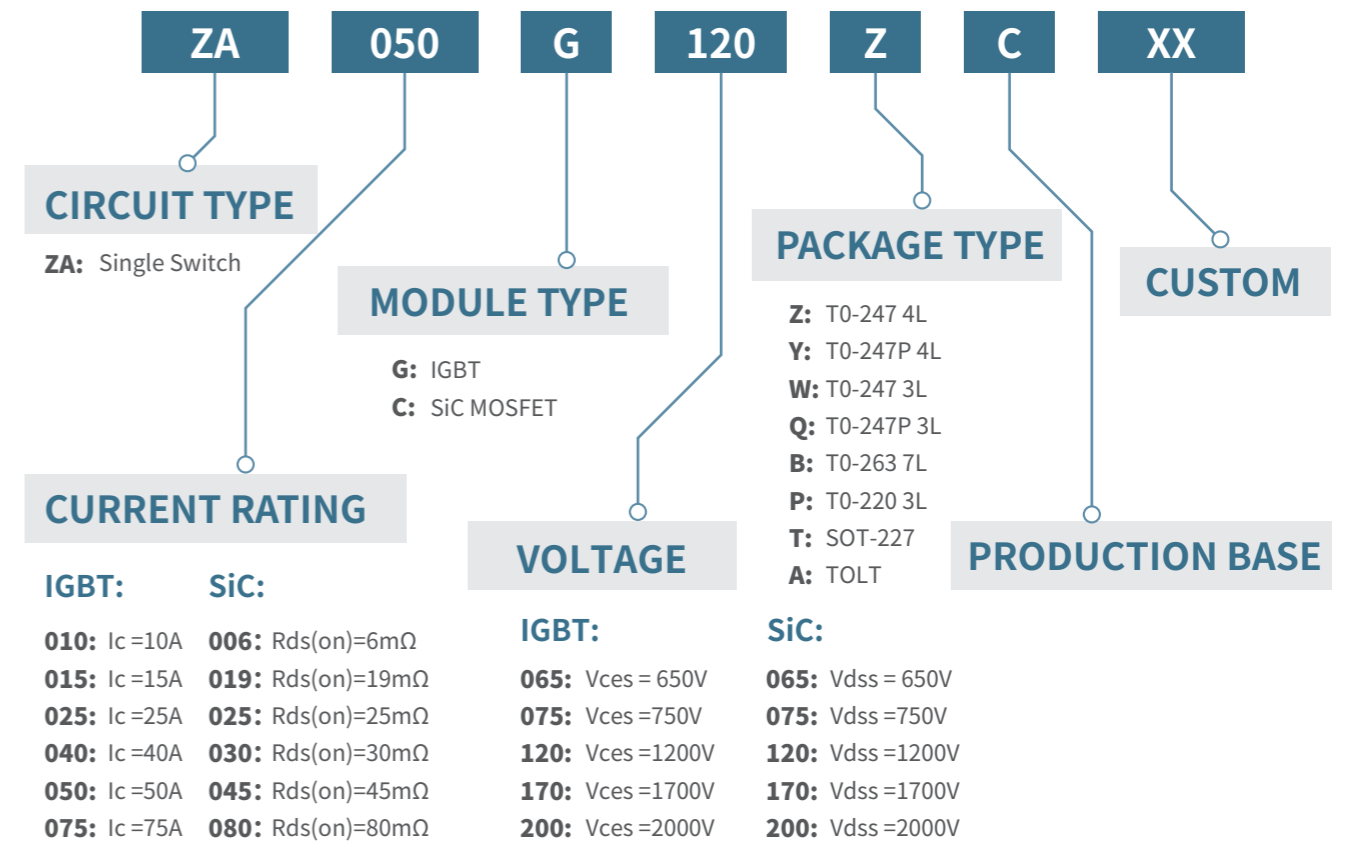 ZA 050 G 120 Z C XX
CIRCUIT TYPE
ZA: Single Switch
MODULE TYPE
G: IGBT
C: SiC MOSFET
PACKAGE TYPE
Z: T0-247 4L
Y: T0-247P 4L
W: T0-247 3L
Q: T0-247P 3L
B: T0-263 7L
P: T0-220 3L
T: SOT-227
A: TOLT
CUSTOM
CURRENT RATING
IGBT: SiC:
010: Ic =10A 006: Rds(on)=6mΩ
015: Ic =15A 019: Rds(on)=19mΩ
025: Ic =25A 025: Rds(on)=25mΩ
040: Ic =40A 030: Rds(on)=30mΩ
050: Ic =50A 045: Rds(on)=45mΩ
075: Ic =75A 080: Rds(on)=80mΩ
VOLTAGE
IGBT: SiC:
065: Vces = 650V 065: Vdss = 650V
075: Vces =750V 075: Vdss =750V
120: Vces =1200V 120: Vdss =1200V
170: Vces =1700V 170: Vdss =1700V
200: Vces =2000V 200: Vdss =2000V
PRODUCTION BASE